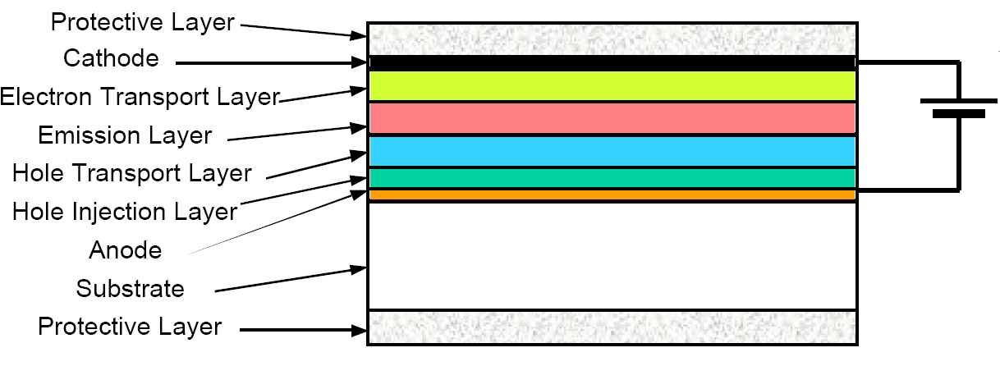 Protective Layer
Cathode
Electron Transport Layer
Emission Layer
Hole Transport Layer
Hole Injection Layer
Anode
Substrate
Protective Layer